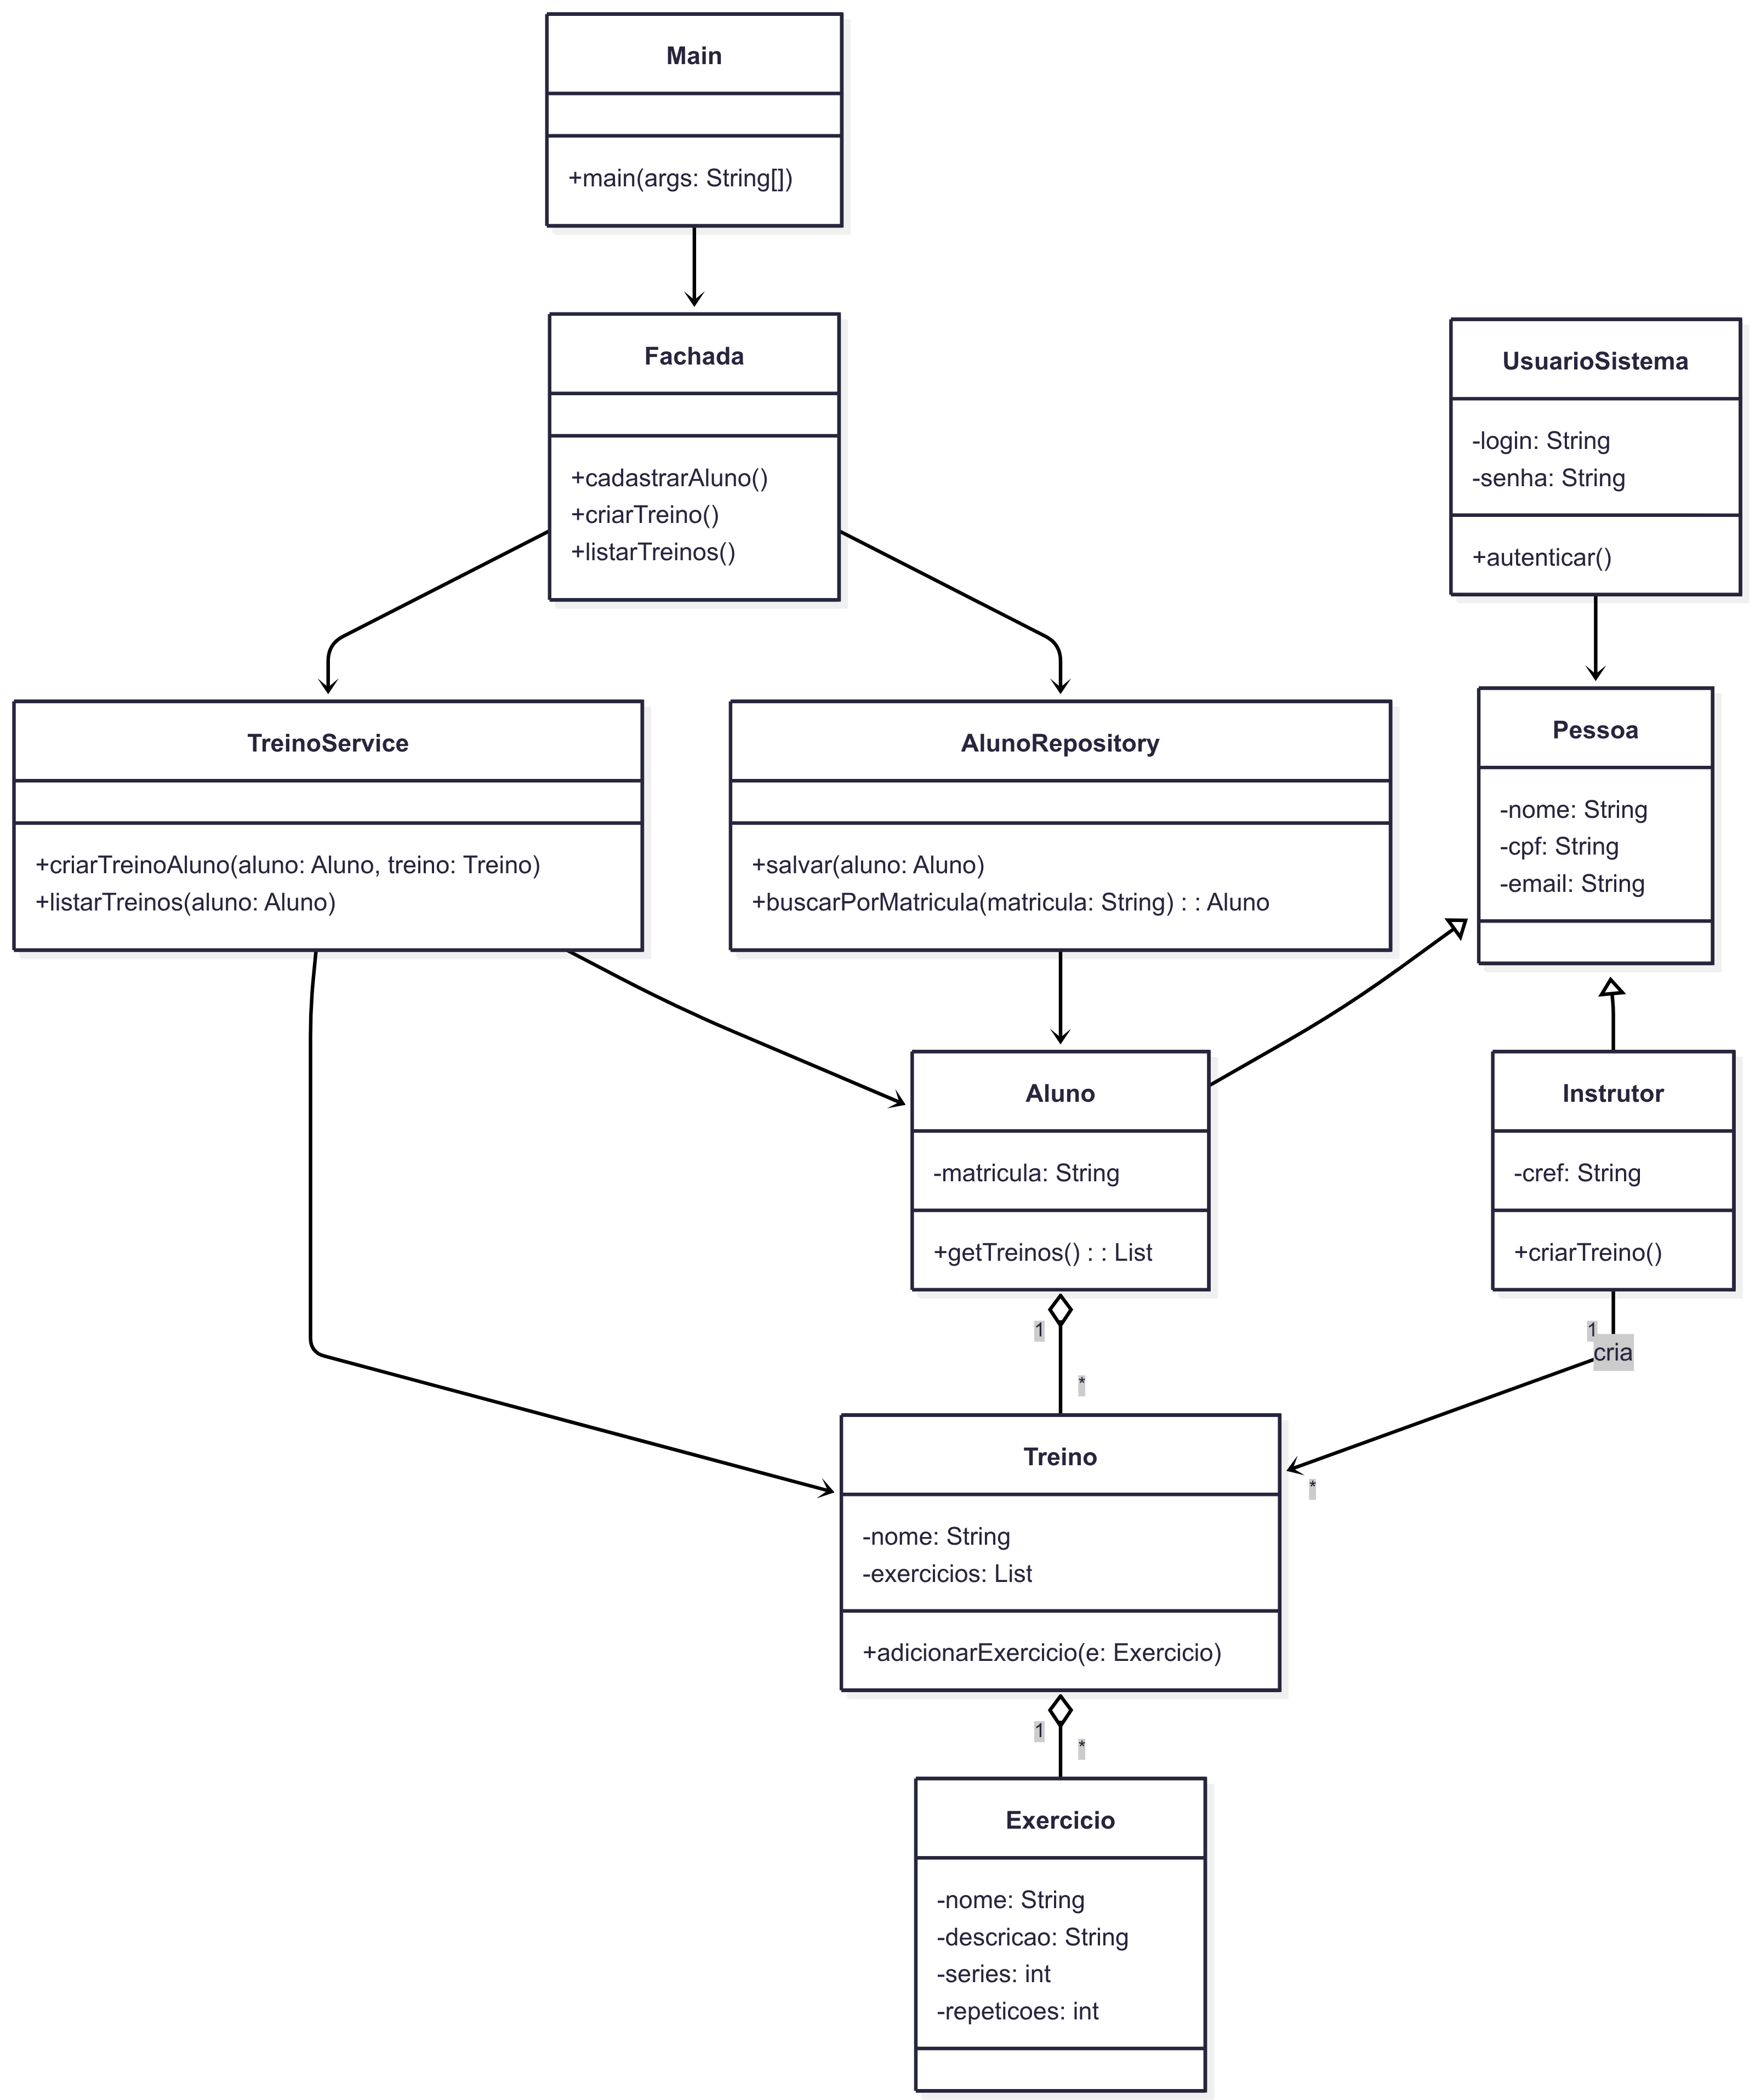 Main
+main(args: String[])
Fachada
+cadastrarAluno()
+criarTreino()
+listarTreinos()
UsuarioSistema
-login: String
-senha: String
+autenticar()
TreinoService
+criarTreinoAluno(aluno: Aluno, treino: Treino)
+listarTreinos(aluno: Aluno)
AlunoRepository
+salvar(aluno: Aluno)
+buscarPorMatricula(matricula: String) : : Aluno
Pessoa
-nome: String
-cpf: String
-email: String
Aluno
-matricula: String
+getTreinos() : : List
Instrutor
-cref: String
+criarTreino()
1
*
1
cria
*
Treino
-nome: String
-exercicios: List
+adicionarExercicio(e: Exercicio)
1
*
Exercicio
-nome: String
-descricao: String
-series: int
-repeticoes: int